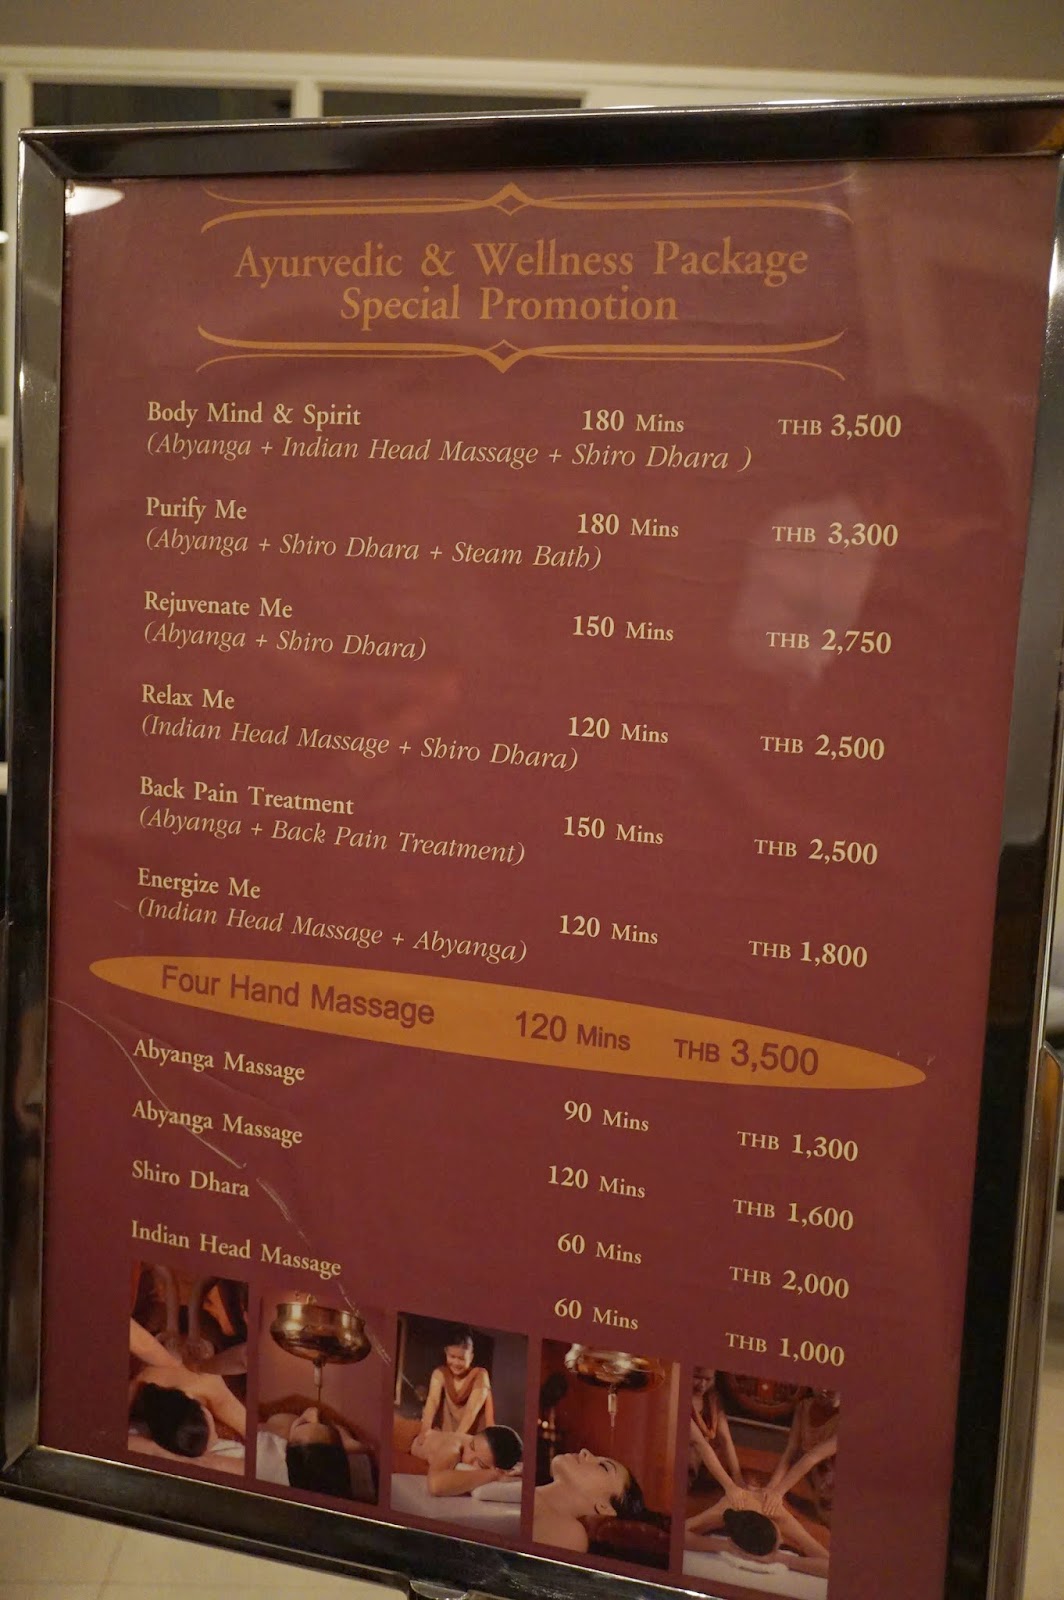 Ayurvedic & Wellness Package
Special Promotion
Body Mind & Spirit 180 Mins THB 3,500
(Abyanga + Indian Head Massage + Shiro Dhara )
Purify Me 180 Mins THB 3,300
(Abyanga + Shiro Dhara + Steam Bath)
Rejuvenate Me 150 Mins THB 2,750
(Abyanga + Shiro Dhara)
Relax Me 120 Mins THB 2,500
(Indian Head Massage + Shiro Dhara)
Back Pain Treatment 150 Mins THB 2,500
(Abyanga + Back Pain Treatment)
Energize Me 120 Mins THB 1,800
(Indian Head Massage + Abyanga)
Four Hand Massage 120 Mins THB 3,500
Abyanga Massage 90 Mins THB 1,300
Abyanga Massage 120 Mins THB 1,600
Shiro Dhara 60 Mins THB 2,000
Indian Head Massage 60 Mins THB 1,000